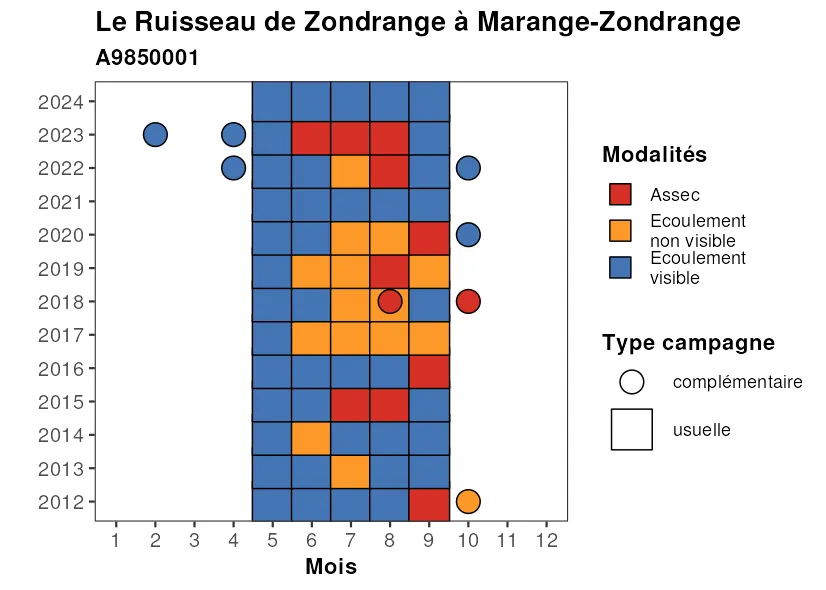 Le Ruisseau de Zondrange à Marange-Zondrange
A9850001
2024
2023
2022
2021
2020
2019
2018
2017
2016
2015
2014
2013
2012
1 2 3 4 5 6 7 8 9 10 11 12
Mois
Modalités
Assec
Ecoulement
non visible
Ecoulement
visible
Type campagne
complémentaire
usuelle